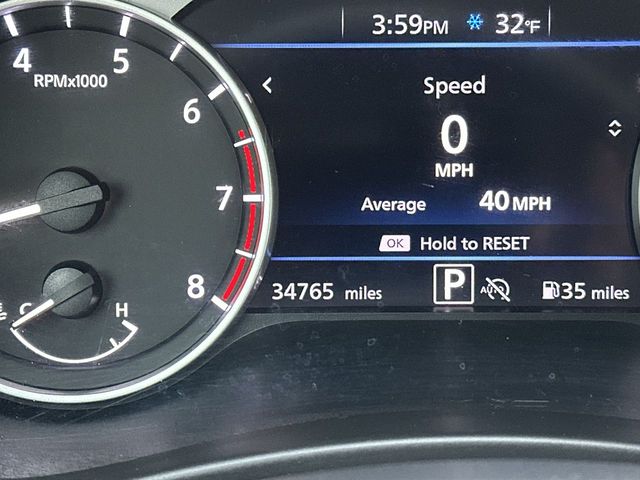 3:59PM 32°F
4
5
RPMx1000
6
7
8
C H
Speed
0
MPH
Average 40 MPH
OK Hold to RESET
34765 miles P AUTO 35 miles